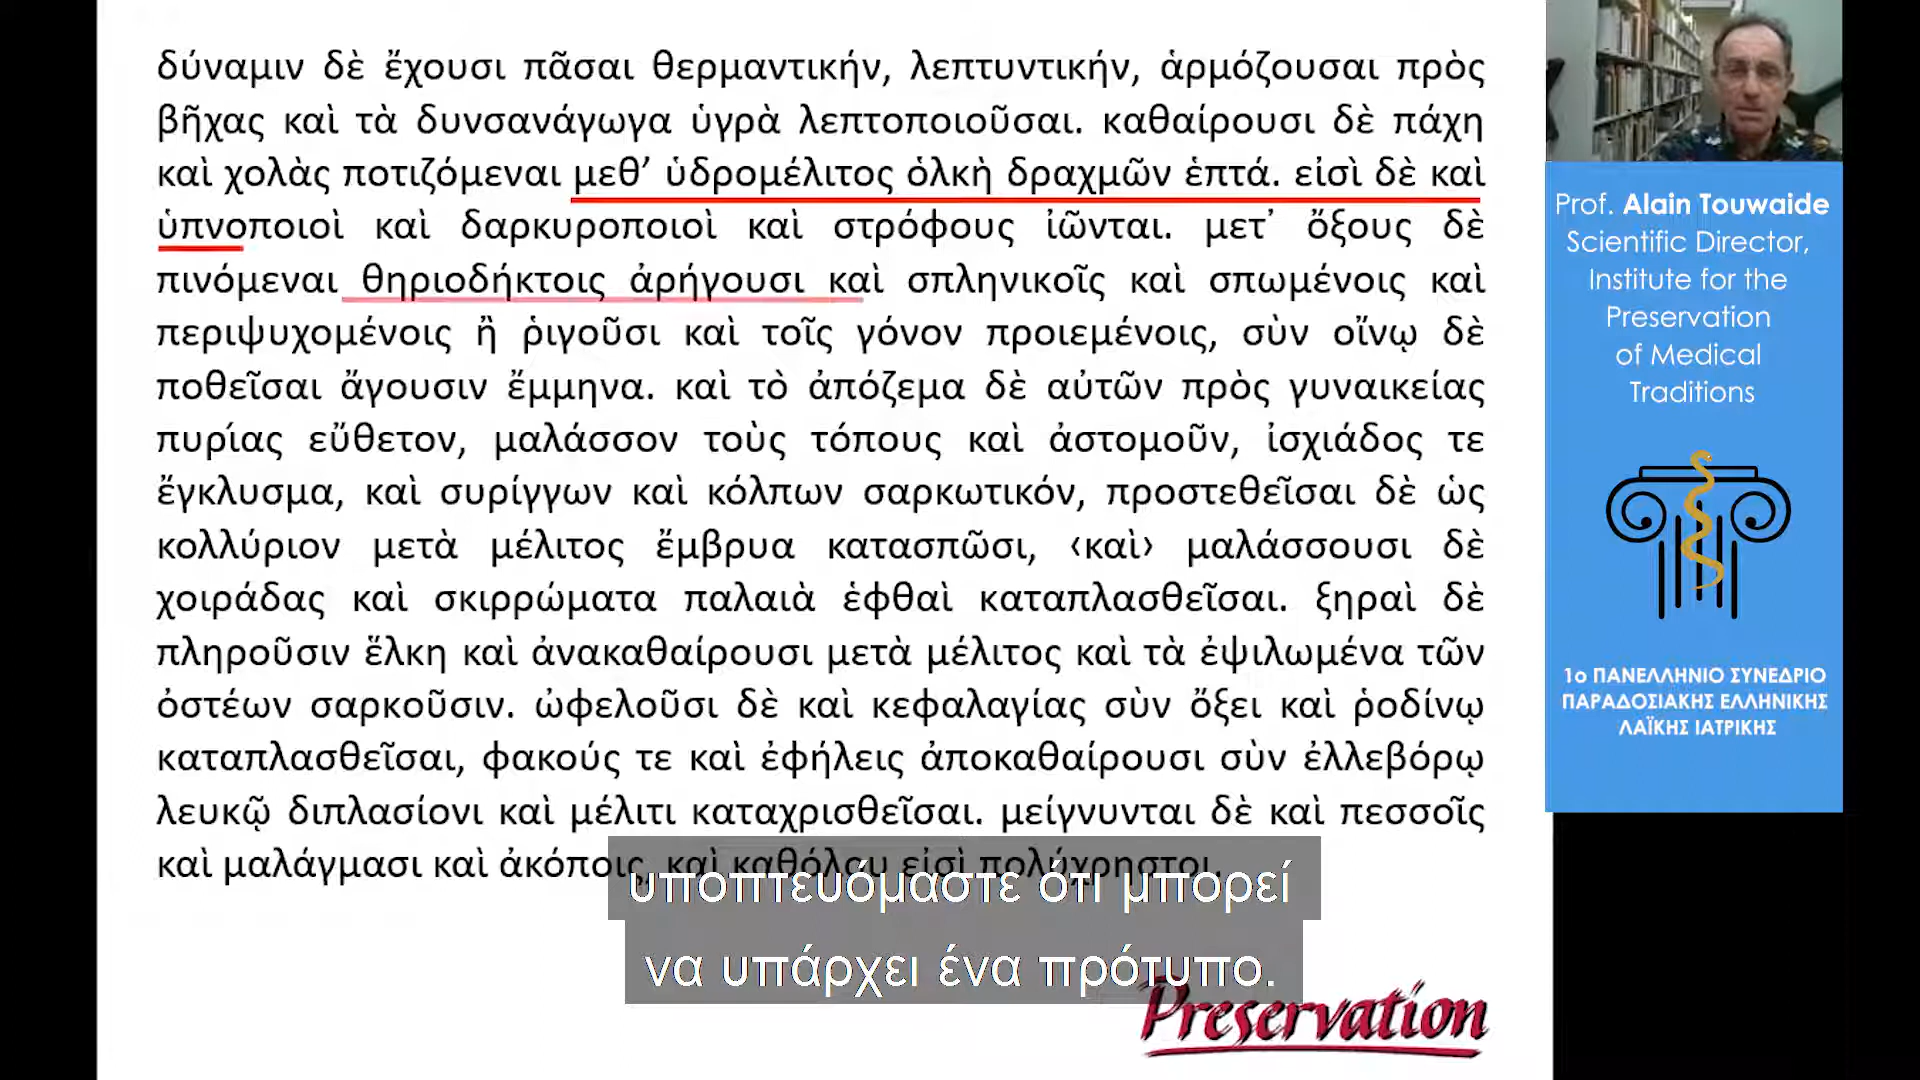 δύναμιν δὲ ἔχουσι πᾶσαι θερμαντικήν, λεπτυντικήν, ἁρμόζουσαι πρὸς
βῆχας καὶ τὰ δυνσανάγωγα ὑγρὰ λεπτοποιοῦσαι. καθαίρουσι δὲ πάχη
καὶ χολὰς ποτιζόμεναι μεθ’ ὑδρομέλιτος ὁλκὴ δραχμῶν ἑπτά. εἰσὶ δὲ καὶ
ὑπνοποιοὶ καὶ δαρκυροποιοὶ καὶ στρόφους ἰῶνται. μετ᾽ ὄξους δὲ
πινόμεναι θηριοδήκτοις ἀρήγουσι καὶ σπληνικοῖς καὶ σπωμένοις καὶ
περιψυχομένοις ἢ ῥιγοῦσι καὶ τοῖς γόνον προιεμένοις, σὺν οἴνῳ δὲ
ποθεῖσαι ἄγουσιν ἔμμηνα. καὶ τὸ ἀπόζεμα δὲ αὐτῶν πρὸς γυναικείας
πυρίας εὔθετον, μαλάσσον τοὺς τόπους καὶ ἀστομοῦν, ἰσχιάδος τε
ἔγκλυσμα, καὶ συρίγγων καὶ κόλπων σαρκωτικόν, προστεθεῖσαι δὲ ὡς
κολλύριον μετὰ μέλιτος ἔμβρυα κατασπῶσι, ‹καὶ› μαλάσσουσι δὲ
χοιράδας καὶ σκιρρώματα παλαιὰ ἑφθαὶ καταπλασθεῖσαι. ξηραὶ δὲ
πληροῦσιν ἕλκη καὶ ἀνακαθαίρουσι μετὰ μέλιτος καὶ τὰ ἐψιλωμένα τῶν
ὀστέων σαρκοῦσιν. ὠφελοῦσι δὲ καὶ κεφαλαγίας σὺν ὄξει καὶ ῥοδίνῳ
καταπλασθεῖσαι, φακούς τε καὶ ἐφήλεις ἀποκαθαίρουσι σὺν ἐλλεβόρῳ
λευκῷ διπλασίονι καὶ μέλιτι καταχρισθεῖσαι. μείγνυνται δὲ καὶ πεσσοῖς
καὶ μαλάγμασι καὶ ἀκόποις, καὶ καθόλου εἰσὶ πολύχρηστοι.
υποπτευόμαστε ότι μπορεί
να υπάρχει ένα πρότυπο.
Preservation
Prof. Alain Touwaide
Scientific Director,
Institute for the
Preservation
of Medical
Traditions
1ο ΠΑΝΕΛΛΗΝΙΟ ΣΥΝΕΔΡΙΟ
ΠΑΡΑΔΟΣΙΑΚΗΣ ΕΛΛΗΝΙΚΗΣ
ΛΑΪΚΗΣ ΙΑΤΡΙΚΗΣ